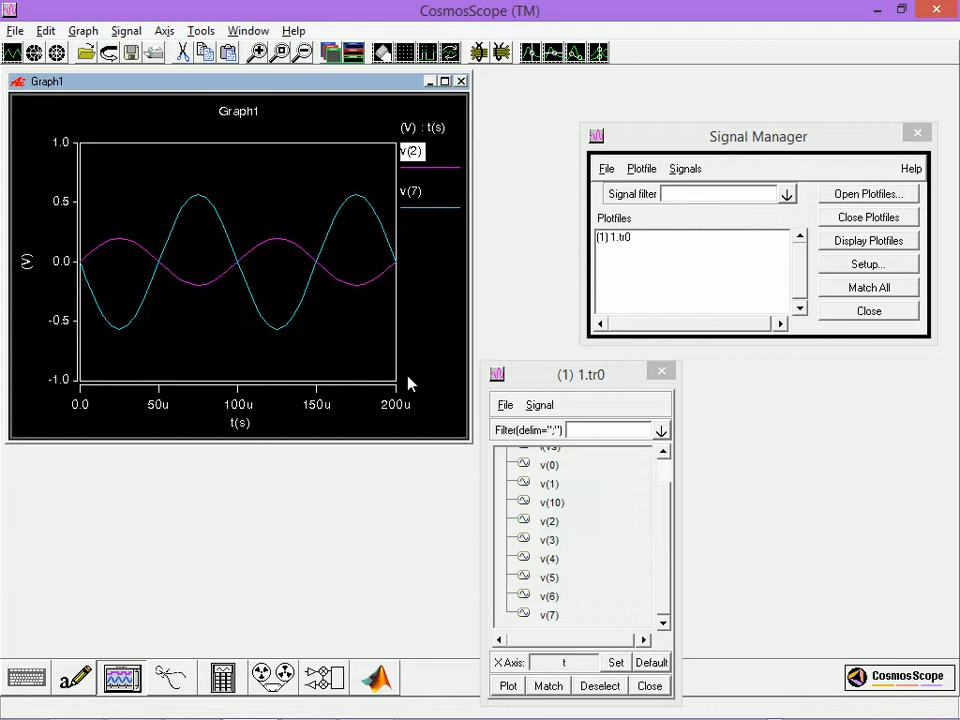 CosmosScope (TM)
File Edit Graph Signal Axis Tools Window Help
Graph1
Graph1
(V) : t(s)
v(2)
v(7)
1.0
0.5
0.0
-0.5
-1.0
(V)
0.0 50u 100u 150u 200u
t(s)
Signal Manager
File Plotfile Signals Help
Signal filter
Plotfiles
(1) 1.tr0
Open Plotfiles...
Close Plotfiles
Display Plotfiles
Setup...
Match All
Close
(1) 1.tr0
File Signal
Filter(delim=";")
v(0)
v(1)
v(10)
v(2)
v(3)
v(4)
v(5)
v(6)
v(7)
X Axis: t Set Default
Plot Match Deselect Close
CosmosScope